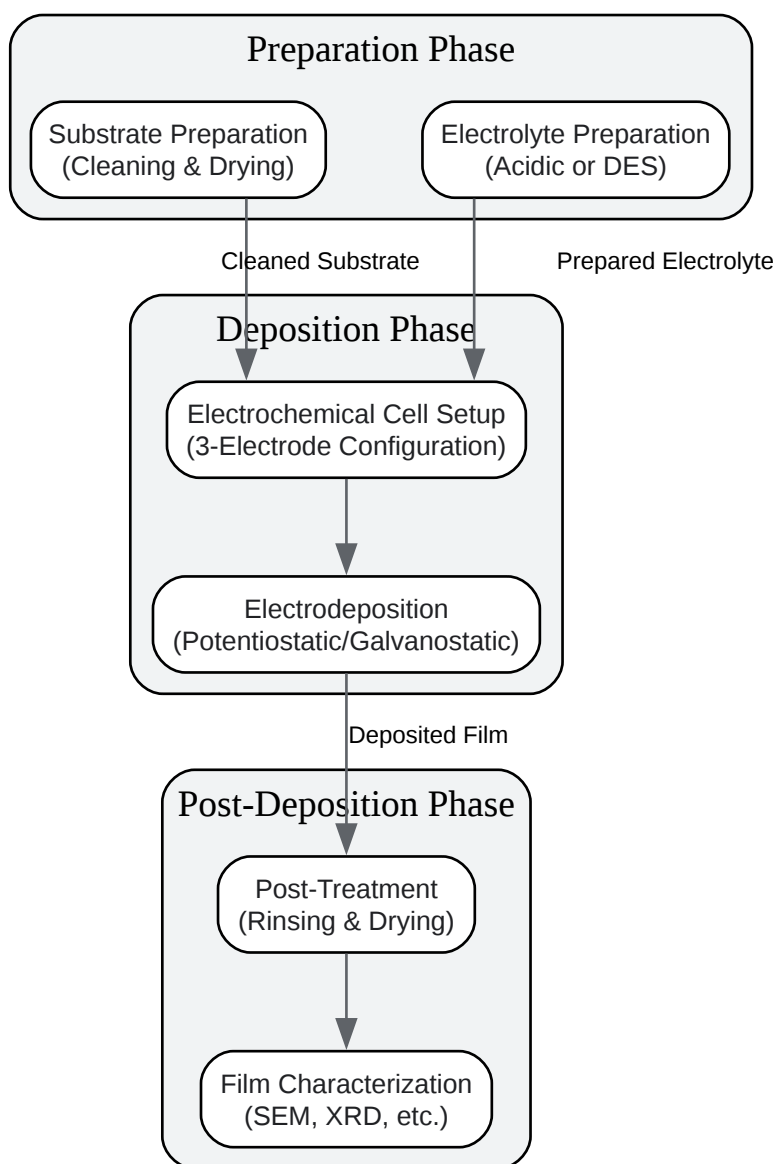 Preparation Phase
Substrate Preparation
(Cleaning & Drying)
Electrolyte Preparation
(Acidic or DES)
Cleaned Substrate
Prepared Electrolyte
Deposition Phase
Electrochemical Cell Setup
(3-Electrode Configuration)
Electrodeposition
(Potentiostatic/Galvanostatic)
Deposited Film
Post-Deposition Phase
Post-Treatment
(Rinsing & Drying)
Film Characterization
(SEM, XRD, etc.)